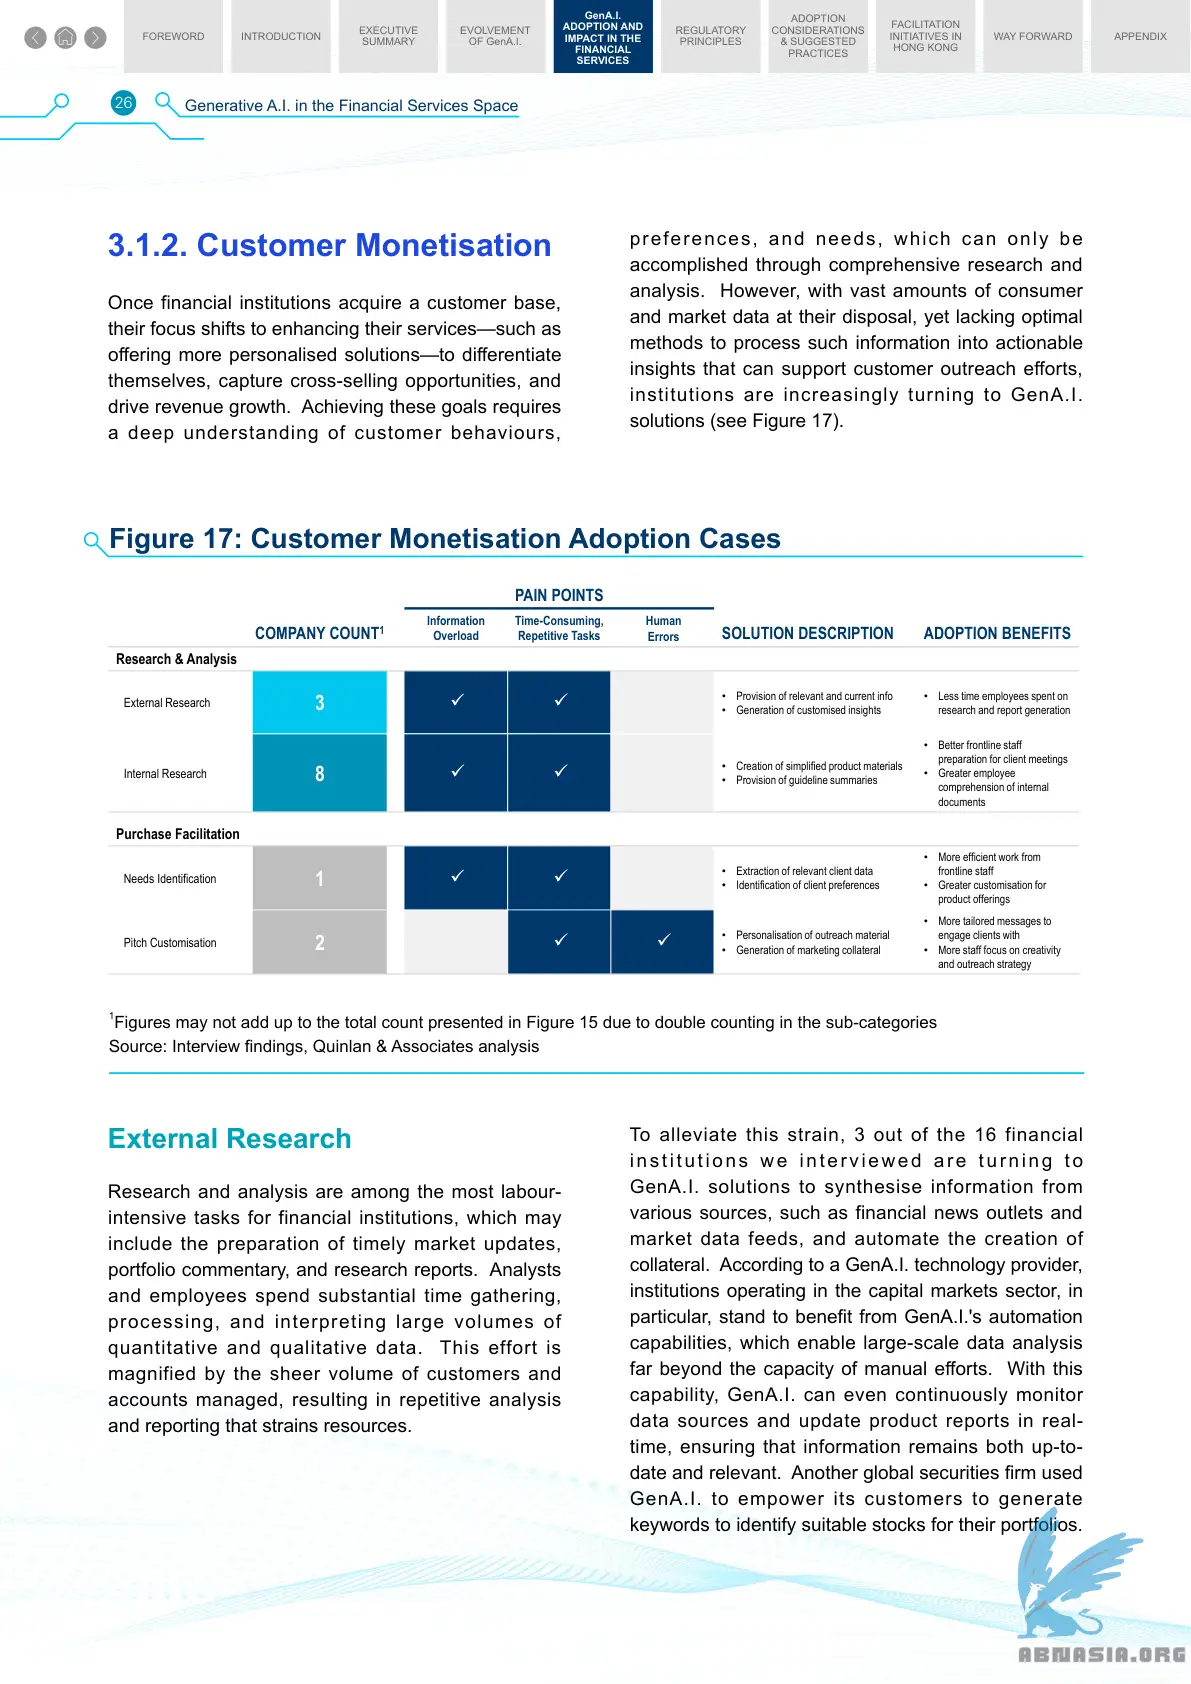 FOREWORD
INTRODUCTION
EXECUTIVE
SUMMARY
EVOLVEMENT
OF GenA.I.
GenA.I.
ADOPTION AND
IMPACT IN THE
FINANCIAL
SERVICES
REGULATORY
PRINCIPLES
ADOPTION
CONSIDERATIONS
& SUGGESTED
PRACTICES
FACILITATION
INITIATIVES IN
HONG KONG
WAY FORWARD
APPENDIX
26
Generative A.I. in the Financial Services Space
3.1.2. Customer Monetisation
Once financial institutions acquire a customer base,
their focus shifts to enhancing their services—such as
offering more personalised solutions—to differentiate
themselves, capture cross-selling opportunities, and
drive revenue growth. Achieving these goals requires
a deep understanding of customer behaviours,
preferences, and needs, which can only be
accomplished through comprehensive research and
analysis. However, with vast amounts of consumer
and market data at their disposal, yet lacking optimal
methods to process such information into actionable
insights that can support customer outreach efforts,
institutions are increasingly turning to GenA.I.
solutions (see Figure 17).
Figure 17: Customer Monetisation Adoption Cases
PAIN POINTS
COMPANY COUNT1
Information
Overload
Time-Consuming,
Repetitive Tasks
Human
Errors
SOLUTION DESCRIPTION
ADOPTION BENEFITS
Research & Analysis
External Research
3
✓
✓
• Provision of relevant and current info
• Generation of customised insights
• Less time employees spent on
research and report generation
Internal Research
8
✓
✓
• Creation of simplified product materials
• Provision of guideline summaries
• Better frontline staff
preparation for client meetings
• Greater employee
comprehension of internal
documents
Purchase Facilitation
Needs Identification
1
✓
✓
• Extraction of relevant client data
• Identification of client preferences
• More efficient work from
frontline staff
• Greater customisation for
product offerings
Pitch Customisation
2
✓
✓
• Personalisation of outreach material
• Generation of marketing collateral
• More tailored messages to
engage clients with
• More staff focus on creativity
and outreach strategy
1Figures may not add up to the total count presented in Figure 15 due to double counting in the sub-categories
Source: Interview findings, Quinlan & Associates analysis
External Research
Research and analysis are among the most labour-
intensive tasks for financial institutions, which may
include the preparation of timely market updates,
portfolio commentary, and research reports. Analysts
and employees spend substantial time gathering,
processing, and interpreting large volumes of
quantitative and qualitative data. This effort is
magnified by the sheer volume of customers and
accounts managed, resulting in repetitive analysis
and reporting that strains resources.
To alleviate this strain, 3 out of the 16 financial
institutions we interviewed are turning to
GenA.I. solutions to synthesise information from
various sources, such as financial news outlets and
market data feeds, and automate the creation of
collateral. According to a GenA.I. technology provider,
institutions operating in the capital markets sector, in
particular, stand to benefit from GenA.I.'s automation
capabilities, which enable large-scale data analysis
far beyond the capacity of manual efforts. With this
capability, GenA.I. can even continuously monitor
data sources and update product reports in real-
time, ensuring that information remains both up-to-
date and relevant. Another global securities firm used
GenA.I. to empower its customers to generate
keywords to identify suitable stocks for their portfolios.
ABNASIA.ORG